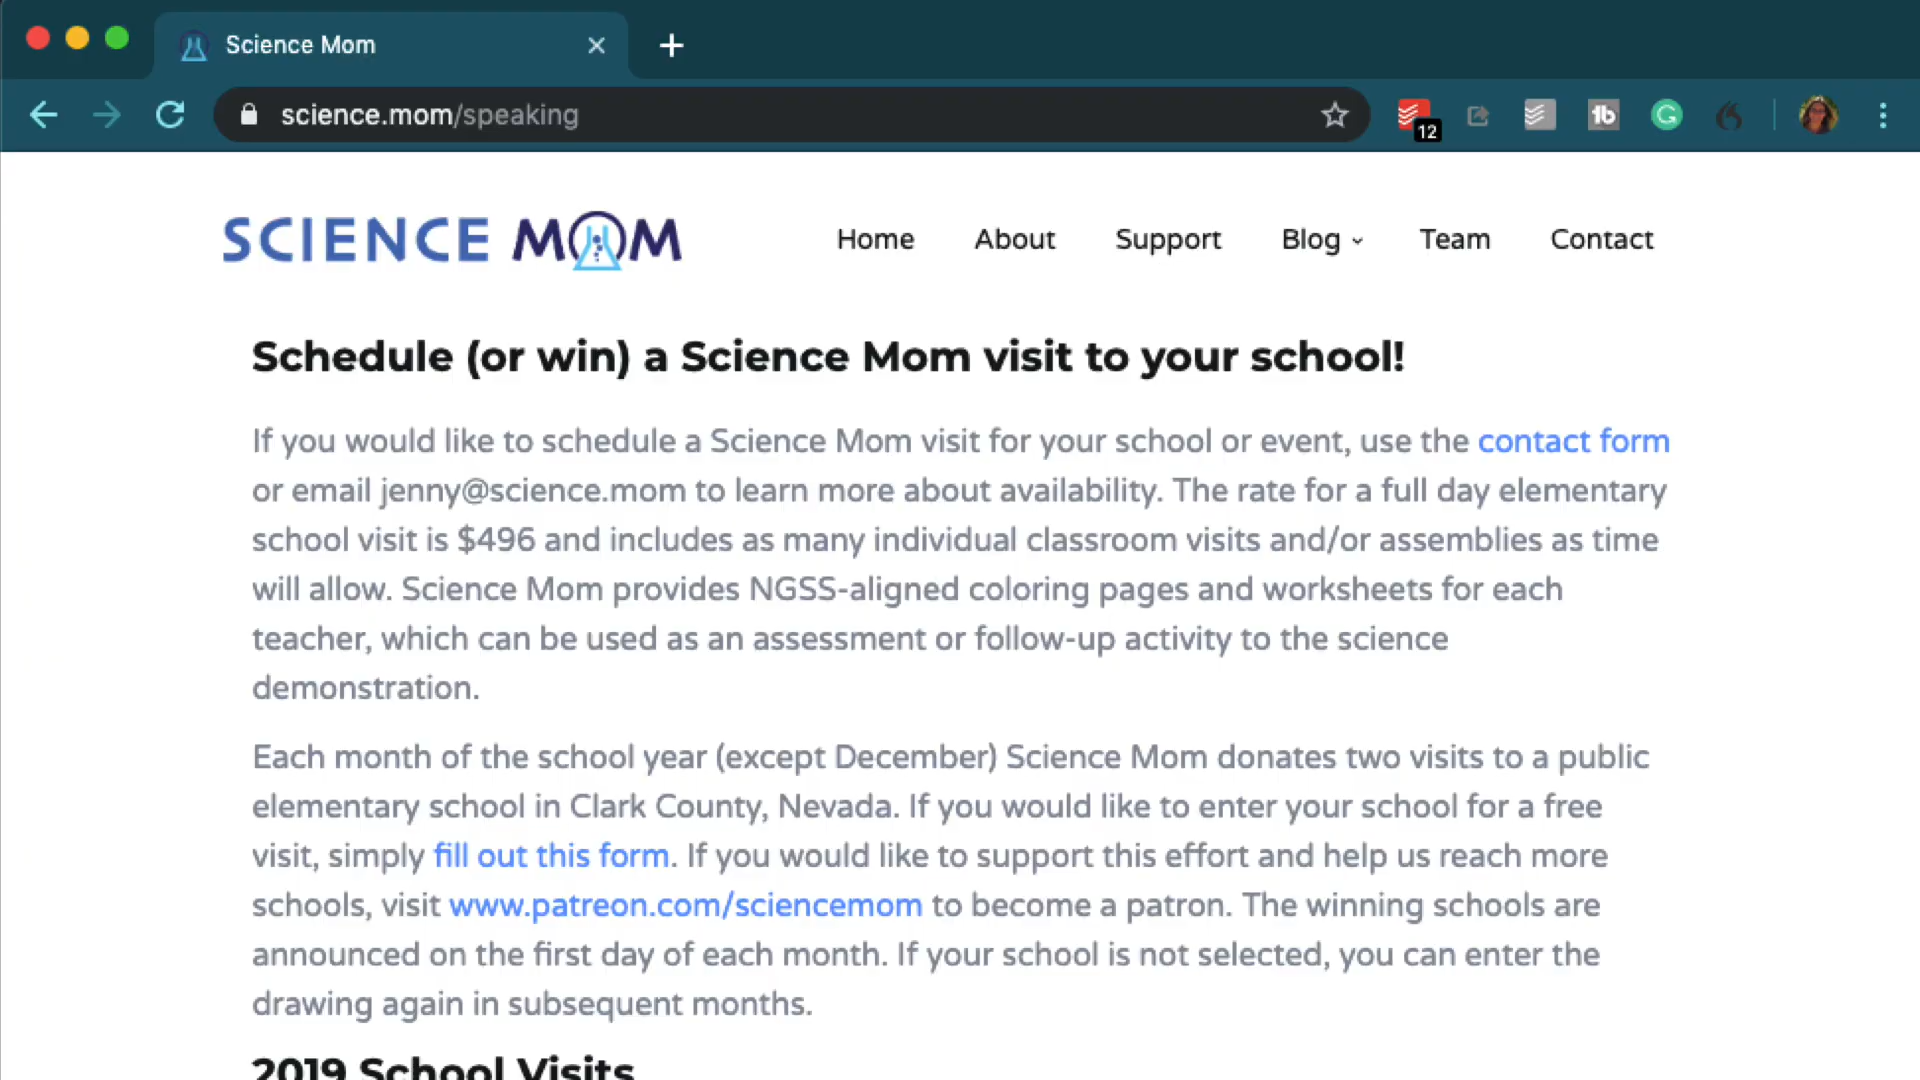 Science Mom
science.mom/speaking
12
SCIENCE MOM
Home About Support Blog Team Contact
Schedule (or win) a Science Mom visit to your school!
If you would like to schedule a Science Mom visit for your school or event, use the contact form
or email jenny@science.mom to learn more about availability. The rate for a full day elementary
school visit is $496 and includes as many individual classroom visits and/or assemblies as time
will allow. Science Mom provides NGSS-aligned coloring pages and worksheets for each
teacher, which can be used as an assessment or follow-up activity to the science
demonstration.
Each month of the school year (except December) Science Mom donates two visits to a public
elementary school in Clark County, Nevada. If you would like to enter your school for a free
visit, simply fill out this form. If you would like to support this effort and help us reach more
schools, visit www.patreon.com/sciencemom to become a patron. The winning schools are
announced on the first day of each month. If your school is not selected, you can enter the
drawing again in subsequent months.
2019 School Visits